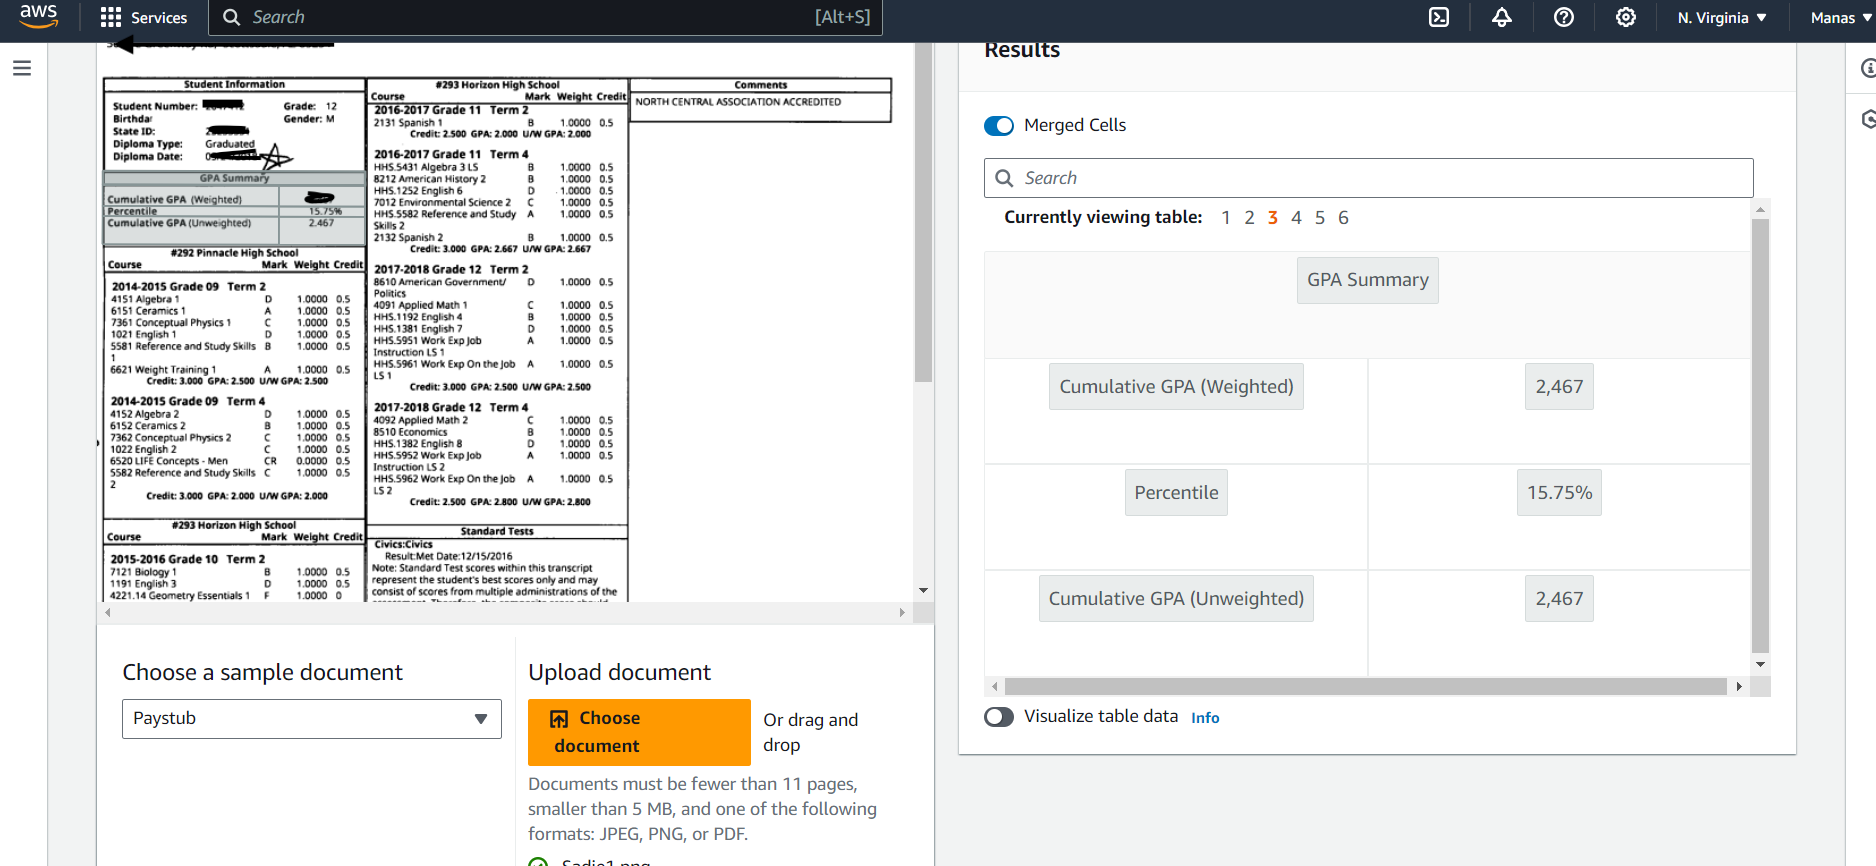 aws
Services
Search
[Alt+S]
N. Virginia
Manas
Student Information
Student Number:
Grade: 12
Gender: M
State ID:
Diploma Type: Graduated
Diploma Date:
GPA Summary
Cumulative GPA (Weighted)
Percentile 15.75%
Cumulative GPA (Unweighted) 2.467
#292 Pinnacle High School
Course Mark Weight Credit
2014-2015 Grade 09 Term 2
4151 Algebra 1 D 1.0000 0.5
6151 Ceramics 1 A 1.0000 0.5
7361 Conceptual Physics 1 C 1.0000 0.5
1021 English 1 D 1.0000 0.5
5581 Reference and Study Skills B 1.0000 0.5
1
6621 Weight Training 1 A 1.0000 0.5
Credit: 3.000 GPA: 2.500 U/W GPA: 2.500
2014-2015 Grade 09 Term 4
4152 Algebra 2 D 1.0000 0.5
6152 Ceramics 2 B 1.0000 0.5
7362 Conceptual Physics 2 C 1.0000 0.5
1022 English 2 C 1.0000 0.5
6520 LIFE Concepts - Men CR 0.0000 0.5
5582 Reference and Study Skills C 1.0000 0.5
2
Credit: 3.000 GPA: 2.000 U/W GPA: 2.000
#293 Horizon High School
Course Mark Weight Credit
2015-2016 Grade 10 Term 2
7121 Biology 1 B 1.0000 0.5
1191 English 3 D 1.0000 0.5
4221.14 Geometry Essentials 1 F 1.0000 0
#293 Horizon High School
Course Mark Weight Credit
2016-2017 Grade 11 Term 2
2131 Spanish 1 B 1.0000 0.5
Credit: 2.500 GPA: 2.000 U/W GPA: 2.000
2016-2017 Grade 11 Term 4
HHS.5431 Algebra 3 LS B 1.0000 0.5
8212 American History 2 B 1.0000 0.5
HHS.1252 English 6 D 1.0000 0.5
7012 Environmental Science 2 C 1.0000 0.5
HHS.5582 Reference and Study A 1.0000 0.5
Skills 2
2132 Spanish 2 B 1.0000 0.5
Credit: 3.000 GPA: 2.667 U/W GPA: 2.667
2017-2018 Grade 12 Term 2
8610 American Government/ D 1.0000 0.5
Politics
4091 Applied Math 1 C 1.0000 0.5
HHS.1192 English 4 B 1.0000 0.5
HHS.1381 English 7 D 1.0000 0.5
HHS.5951 Work Exp Job A 1.0000 0.5
Instruction LS 1
HHS.5961 Work Exp On the Job A 1.0000 0.5
LS 1
Credit: 3.000 GPA: 2.500 U/W GPA: 2.500
2017-2018 Grade 12 Term 4
4092 Applied Math 2 C 1.0000 0.5
8510 Economics B 1.0000 0.5
HHS.1382 English 8 D 1.0000 0.5
HHS.5952 Work Exp Job A 1.0000 0.5
Instruction LS 2
HHS.5962 Work Exp On the Job A 1.0000 0.5
LS 2
Credit: 2.500 GPA: 2.800 U/W GPA: 2.800
Standard Tests
Civics:Civics
Result:Met Date:12/15/2016
Note: Standard Test scores within this transcript
represent the student's best scores only and may
consist of scores from multiple administrations of the
Comments
NORTH CENTRAL ASSOCIATION ACCREDITED
Choose a sample document
Paystub
Upload document
Choose
document
Or drag and
drop
Documents must be fewer than 11 pages,
smaller than 5 MB, and one of the following
formats: JPEG, PNG, or PDF.
Results
Merged Cells
Search
Currently viewing table: 1 2 3 4 5 6
GPA Summary
Cumulative GPA (Weighted) 2,467
Percentile 15.75%
Cumulative GPA (Unweighted) 2,467
Visualize table data Info